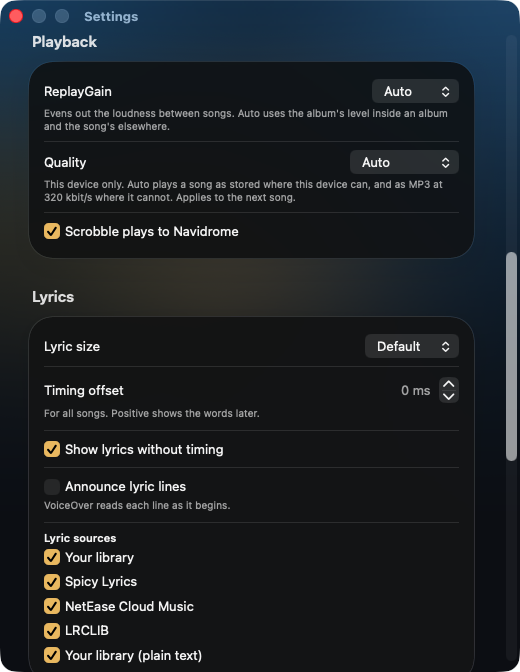 Settings
Playback
ReplayGain
Auto
Evens out the loudness between songs. Auto uses the album's level inside an album
and the song's elsewhere.
Quality
Auto
This device only. Auto plays a song as stored where this device can, and as MP3 at
320 kbit/s where it cannot. Applies to the next song.
Scrobble plays to Navidrome
Lyrics
Lyric size
Default
Timing offset
0 ms
For all songs. Positive shows the words later.
Show lyrics without timing
Announce lyric lines
VoiceOver reads each line as it begins.
Lyric sources
Your library
Spicy Lyrics
NetEase Cloud Music
LRCLIB
Your library (plain text)